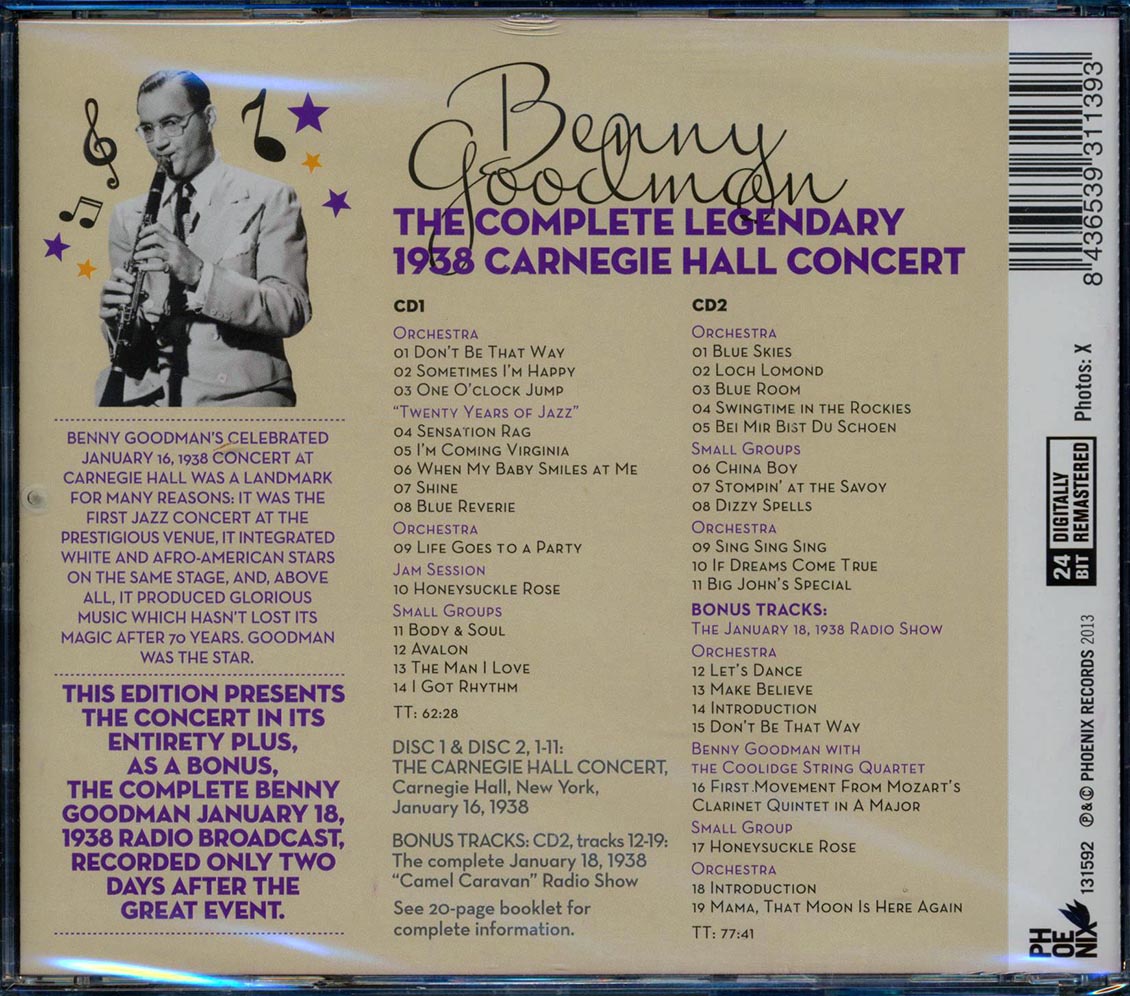 Benny
Goodman
THE COMPLETE LEGENDARY
1938 CARNEGIE HALL CONCERT
BENNY GOODMAN'S CELEBRATED
JANUARY 16, 1938 CONCERT AT
CARNEGIE HALL WAS A LANDMARK
FOR MANY REASONS: IT WAS THE
FIRST JAZZ CONCERT AT THE
PRESTIGIOUS VENUE, IT INTEGRATED
WHITE AND AFRO-AMERICAN STARS
ON THE SAME STAGE, AND, ABOVE
ALL, IT PRODUCED GLORIOUS
MUSIC WHICH HASN'T LOST ITS
MAGIC AFTER 70 YEARS. GOODMAN
WAS THE STAR.
THIS EDITION PRESENTS
THE CONCERT IN ITS
ENTIRETY PLUS,
AS A BONUS,
THE COMPLETE BENNY
GOODMAN JANUARY 18,
1938 RADIO BROADCAST,
RECORDED ONLY TWO
DAYS AFTER THE
GREAT EVENT.
CD1
ORCHESTRA
01 DON'T BE THAT WAY
02 SOMETIMES I'M HAPPY
03 ONE O'CLOCK JUMP
"TWENTY YEARS OF JAZZ"
04 SENSATION RAG
05 I'M COMING VIRGINIA
06 WHEN MY BABY SMILES AT ME
07 SHINE
08 BLUE REVERIE
ORCHESTRA
09 LIFE GOES TO A PARTY
JAM SESSION
10 HONEYSUCKLE ROSE
SMALL GROUPS
11 BODY & SOUL
12 AVALON
13 THE MAN I LOVE
14 I GOT RHYTHM
TT: 62:28
DISC 1 & DISC 2, 1-11:
THE CARNEGIE HALL CONCERT,
Carnegie Hall, New York,
January 16, 1938
BONUS TRACKS: CD2, tracks 12-19:
The complete January 18, 1938
"Camel Caravan" Radio Show
See 20-page booklet for
complete information.
CD2
ORCHESTRA
01 BLUE SKIES
02 LOCH LOMOND
03 BLUE ROOM
04 SWINGTIME IN THE ROCKIES
05 BEI MIR BIST DU SCHOEN
SMALL GROUPS
06 CHINA BOY
07 STOMPIN' AT THE SAVOY
08 DIZZY SPELLS
ORCHESTRA
09 SING SING SING
10 IF DREAMS COME TRUE
11 BIG JOHN'S SPECIAL
BONUS TRACKS:
THE JANUARY 18, 1938 RADIO SHOW
ORCHESTRA
12 LET'S DANCE
13 MAKE BELIEVE
14 INTRODUCTION
15 DON'T BE THAT WAY
BENNY GOODMAN WITH
THE COOLIDGE STRING QUARTET
16 FIRST MOVEMENT FROM MOZART'S
CLARINET QUINTET IN A MAJOR
SMALL GROUP
17 HONEYSUCKLE ROSE
ORCHESTRA
18 INTRODUCTION
19 MAMA, THAT MOON IS HERE AGAIN
TT: 77:41
8 436539 311393
Photos: X
24 BIT
DIGITALLY
REMASTERED
131592 ℗ & © PHOENIX RECORDS 2013
PH
OE
NIX